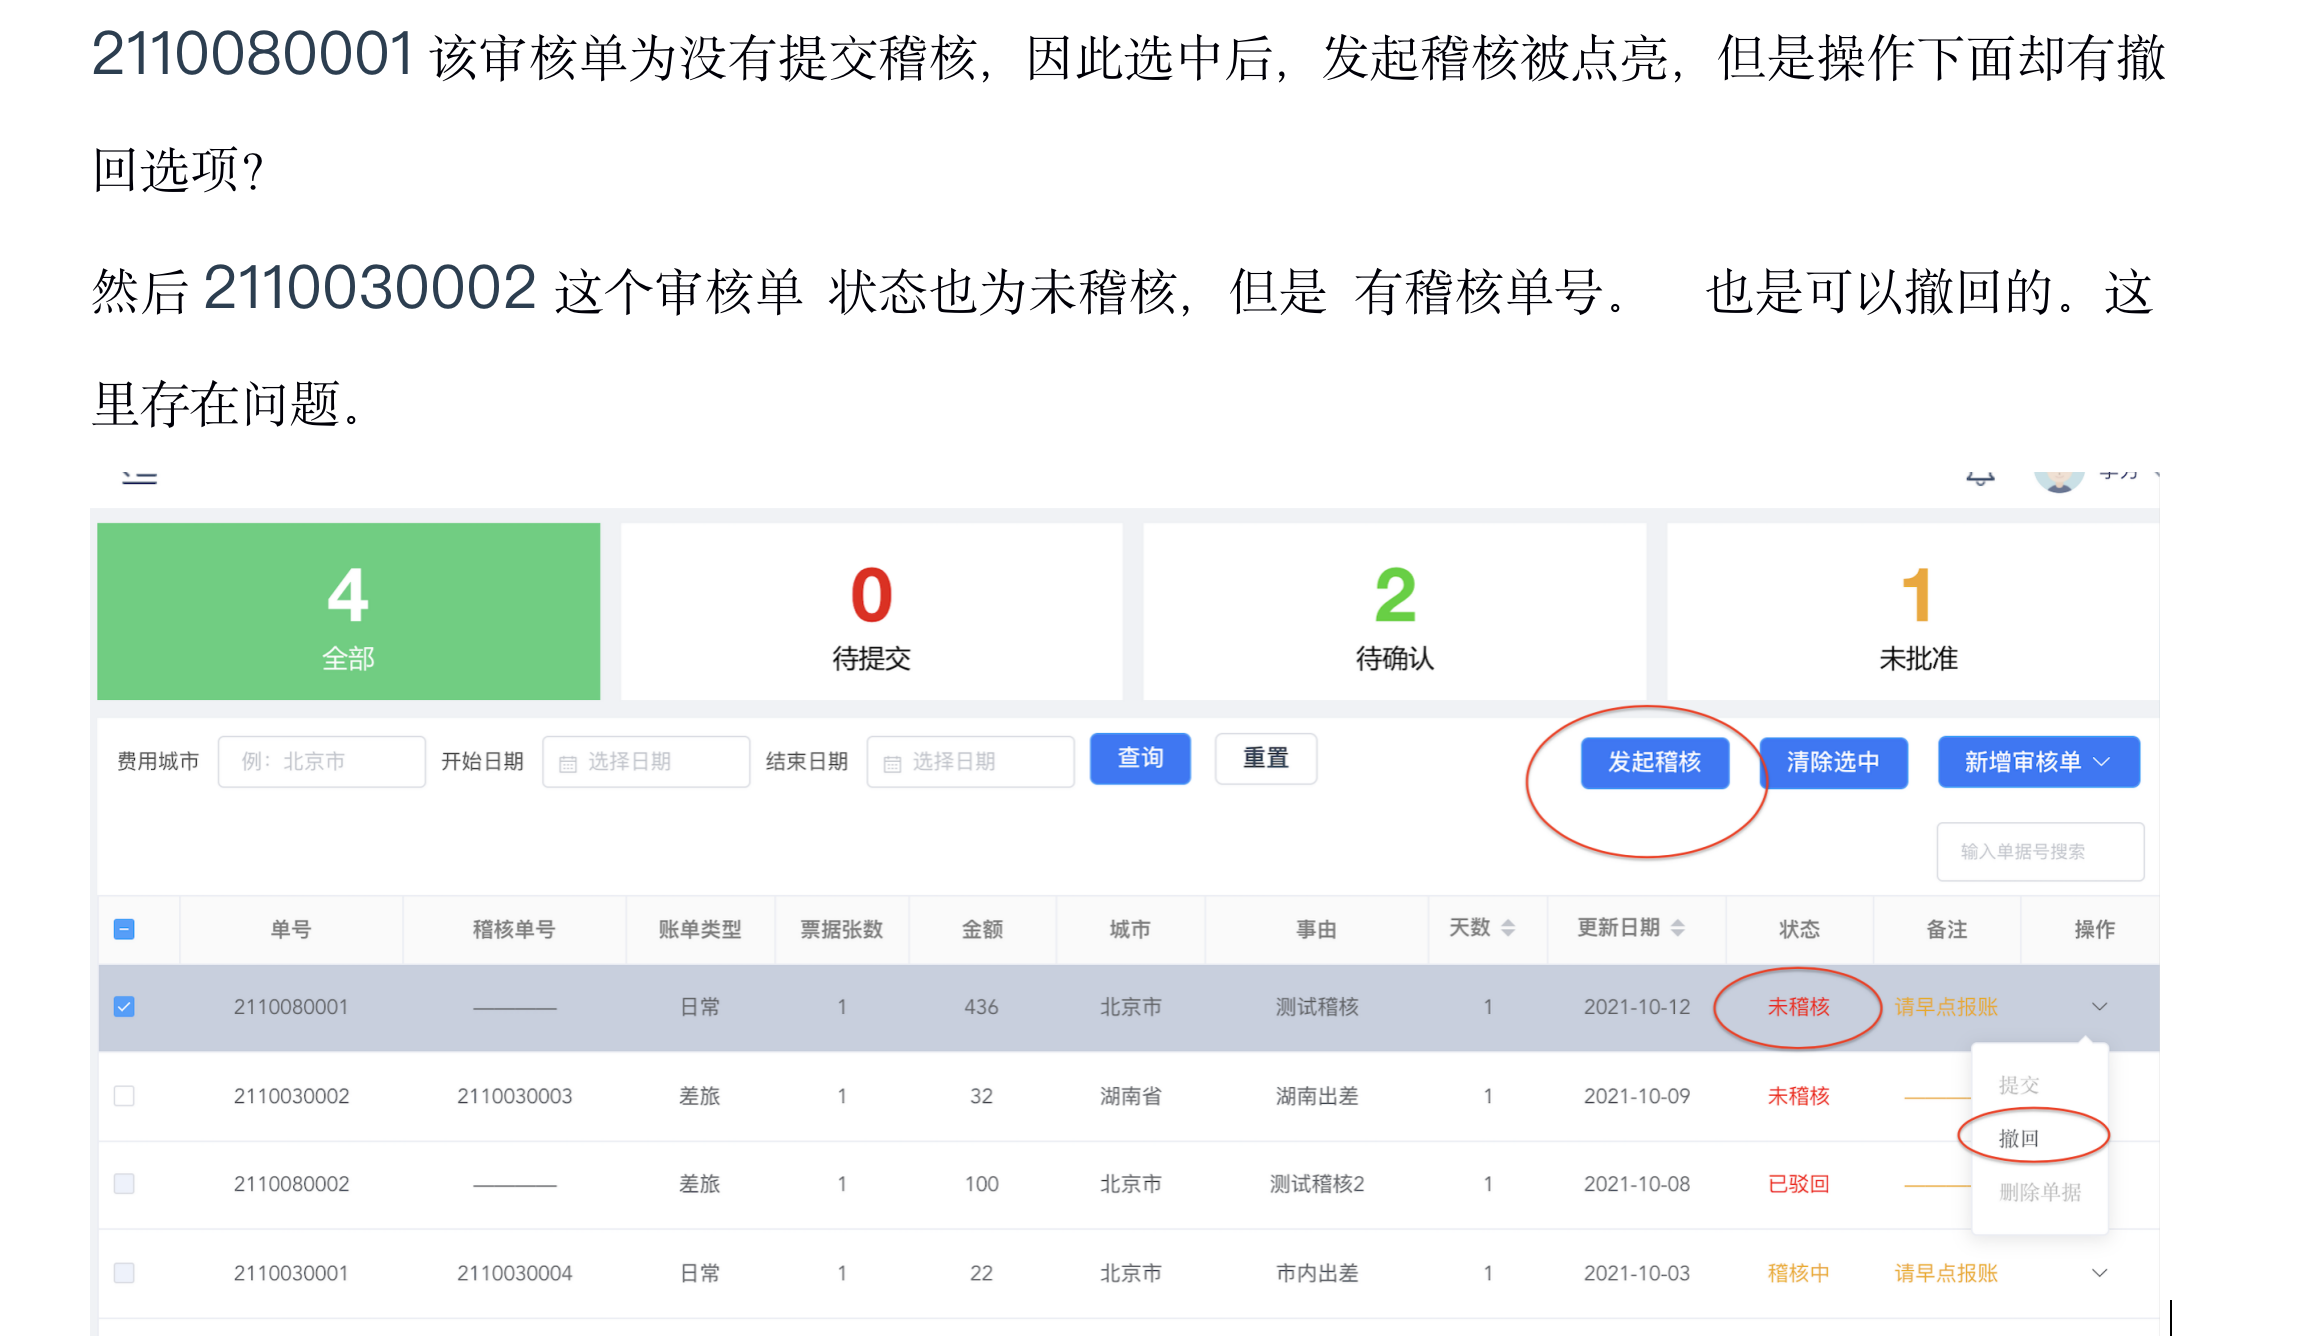 2110080001 该审核单为没有提交稽核，因此选中后，发起稽核被点亮，但是操作下面却有撤
回选项？
然后 2110030002 这个审核单 状态也为未稽核，但是 有稽核单号。 也是可以撤回的。这
里存在问题。
4 0 2 1
全部 待提交 待确认 未批准
费用城市 例：北京市 开始日期 选择日期 结束日期 选择日期 查询 重置 发起稽核 清除选中 新增审核单
输入单据号搜索
单号 稽核单号 账单类型 票据张数 金额 城市 事由 天数 更新日期 状态 备注 操作
2110080001 ———— 日常 1 436 北京市 测试稽核 1 2021-10-12 未稽核 请早点报账
提交
2110030002 2110030003 差旅 1 32 湖南省 湖南出差 1 2021-10-09 未稽核
撤回
2110080002 ———— 差旅 1 100 北京市 测试稽核2 1 2021-10-08 已驳回
删除单据
2110030001 2110030004 日常 1 22 北京市 市内出差 1 2021-10-03 稽核中 请早点报账